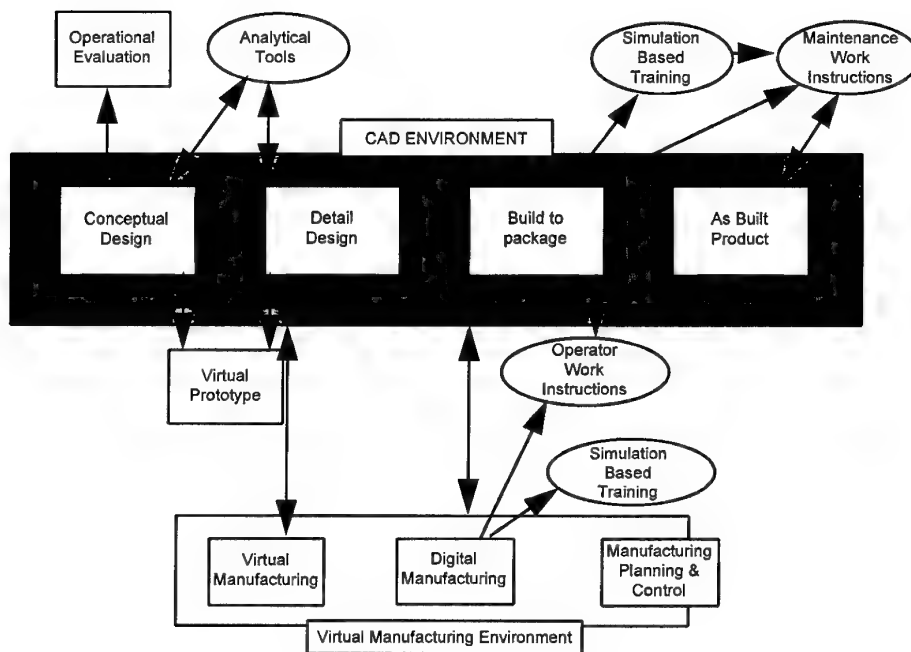 Operational
Evaluation
Analytical
Tools
Simulation
Based
Training
Maintenance
Work
Instructions
CAD ENVIRONMENT
Conceptual
Design
Detail
Design
Build to
package
As Built
Product
Virtual
Prototype
Operator
Work
Instructions
Simulation
Based
Training
Virtual
Manufacturing
Digital
Manufacturing
Manufacturing
Planning &
Control
Virtual Manufacturing Environment